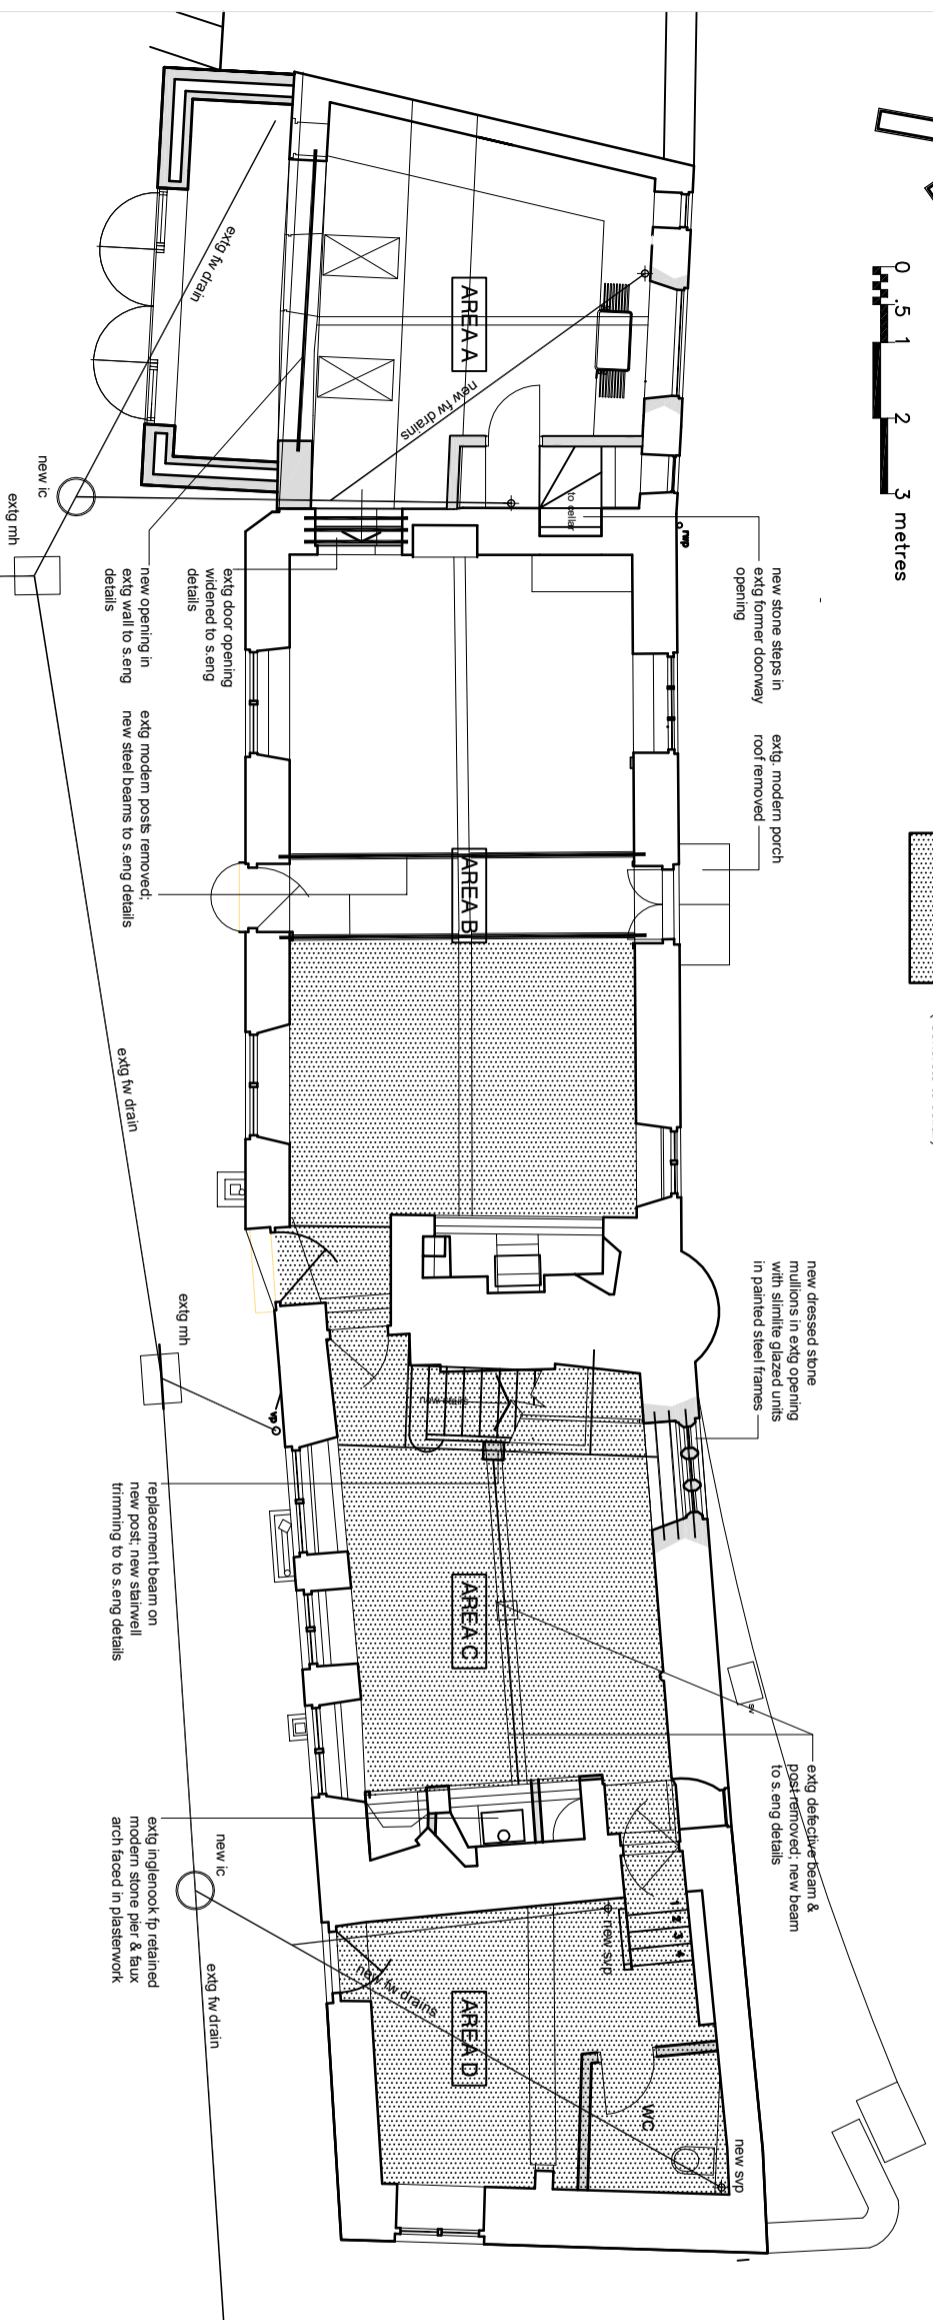 0 .5 1 2 3 metres
extg fw drain
AREA A
new fw drains
to cellar
rwp
new ic
extg mh
new opening in
extg wall to s.eng
details
extg door opening
widened to s.eng
details
new stone steps in
extg former doorway
opening
extg. modern porch
roof removed
extg modern posts removed;
new steel beams to s.eng details
AREA B
extg fw drain
extg mh
vp
new dressed stone
mullions in extg opening
with slimlite glazed units
in painted steel frames
new stairs
replacement beam on
new post; new stairwell
trimming to to s.eng details
AREA C
sv
extg defective beam &
post removed; new beam
to s.eng details
extg inglenook fp retained
modern stone pier & faux
arch faced in plasterwork
new ic
extg fw drain
1
2
3
4
new svp
new fw drains
AREA D
WC
new svp